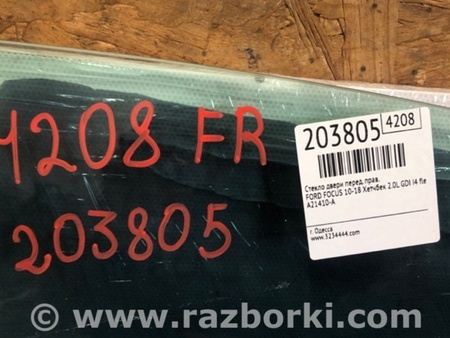 4208 FR
203805
203805 4208
Стекло двери перед. прав.
FORD FOCUS 10-18 Хетчбек 2.0L GDI I4 fle
A21410-A
г. Одесса
www.3234444.com
www.razborki.com